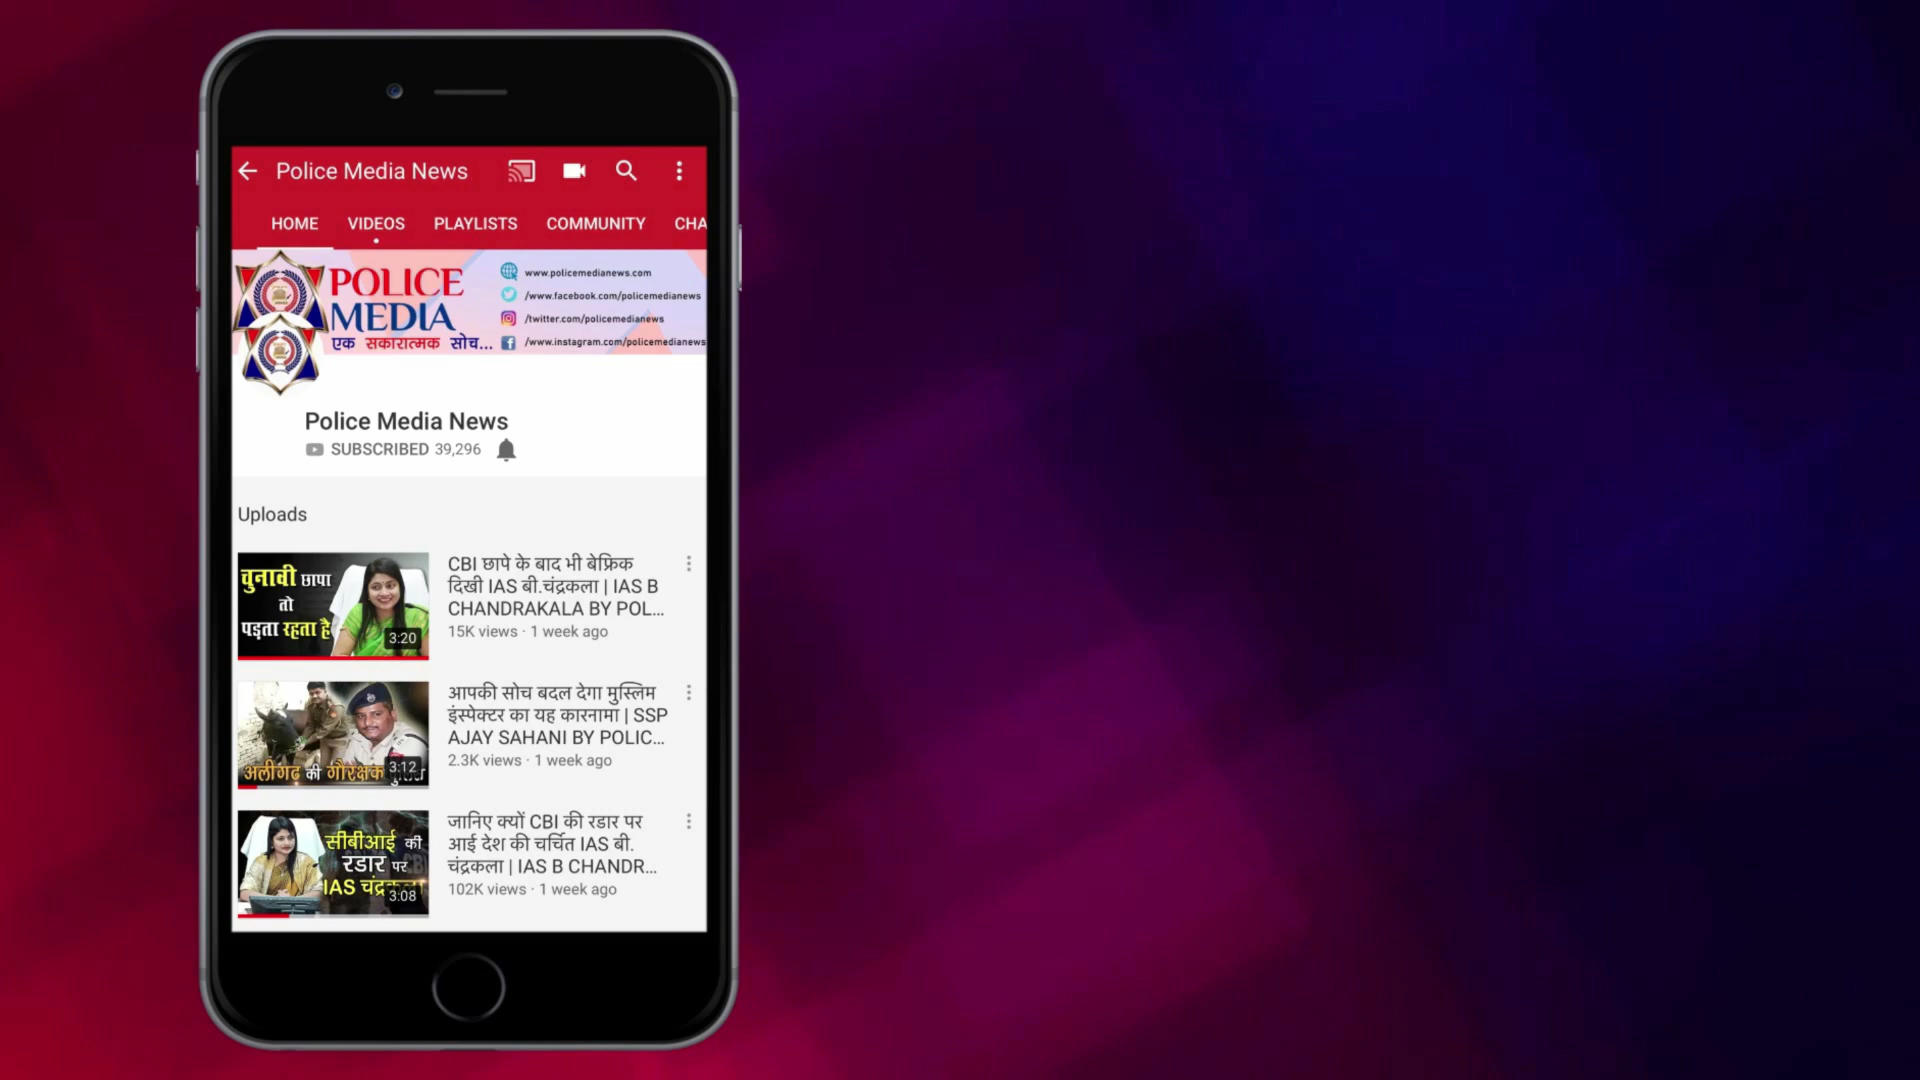 Police Media News
HOME VIDEOS PLAYLISTS COMMUNITY CHA
POLICE
MEDIA
एक सकारात्मक सोच...
www.policemedianews.com
/www.facebook.com/policemedianews
/twitter.com/policemedianews
/www.instagram.com/policemedianews
Police Media News
SUBSCRIBED 39,296
Uploads
चुनावी छापा
तो
पड़ता रहता है
3:20
CBI छापे के बाद भी बेफ्रिक
दिखी IAS बी.चंद्रकला | IAS B
CHANDRAKALA BY POL...
15K views · 1 week ago
अलीगढ की गौरक्षक
3:12
आपकी सोच बदल देगा मुस्लिम
इंस्पेक्टर का यह कारनामा | SSP
AJAY SAHANI BY POLIC...
2.3K views · 1 week ago
सीबीआई की
रडार पर
IAS चंद्रकला
3:08
जानिए क्यों CBI की रडार पर
आई देश की चर्चित IAS बी.
चंद्रकला | IAS B CHANDR...
102K views · 1 week ago